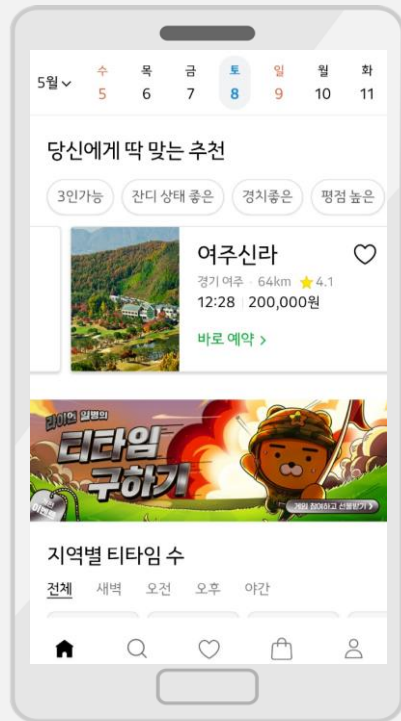 5월 수 목 금 토 일 월 화
5 6 7 8 9 10 11
당신에게 딱 맞는 추천
3인가능 잔디 상태 좋은 경치좋은 평점 높은
여주신라
경기 여주 · 64km ⭐4.1
12:28 | 200,000원
바로 예약 >
라이언 일병의
티타임
구하기
게임 참여하고 선물받기 >
지역별 티타임 수
전체 새벽 오전 오후 야간